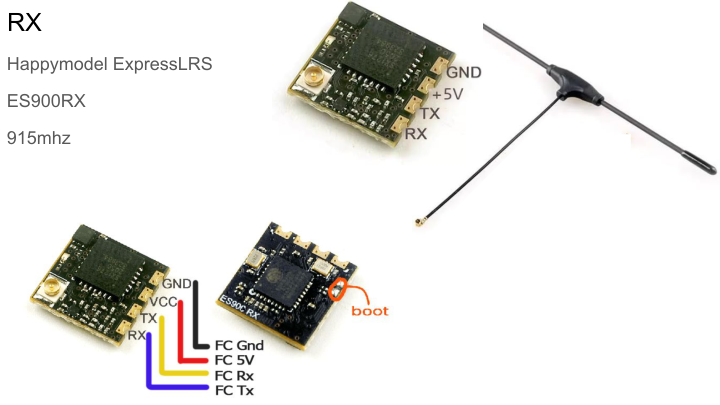 RX
Happymodel ExpressLRS
ES900RX
915mhz
GND
+5V
TX
RX
GND
VCC
TX
RX
FC Gnd
FC 5V
FC Rx
FC Tx
ES900 RX
boot